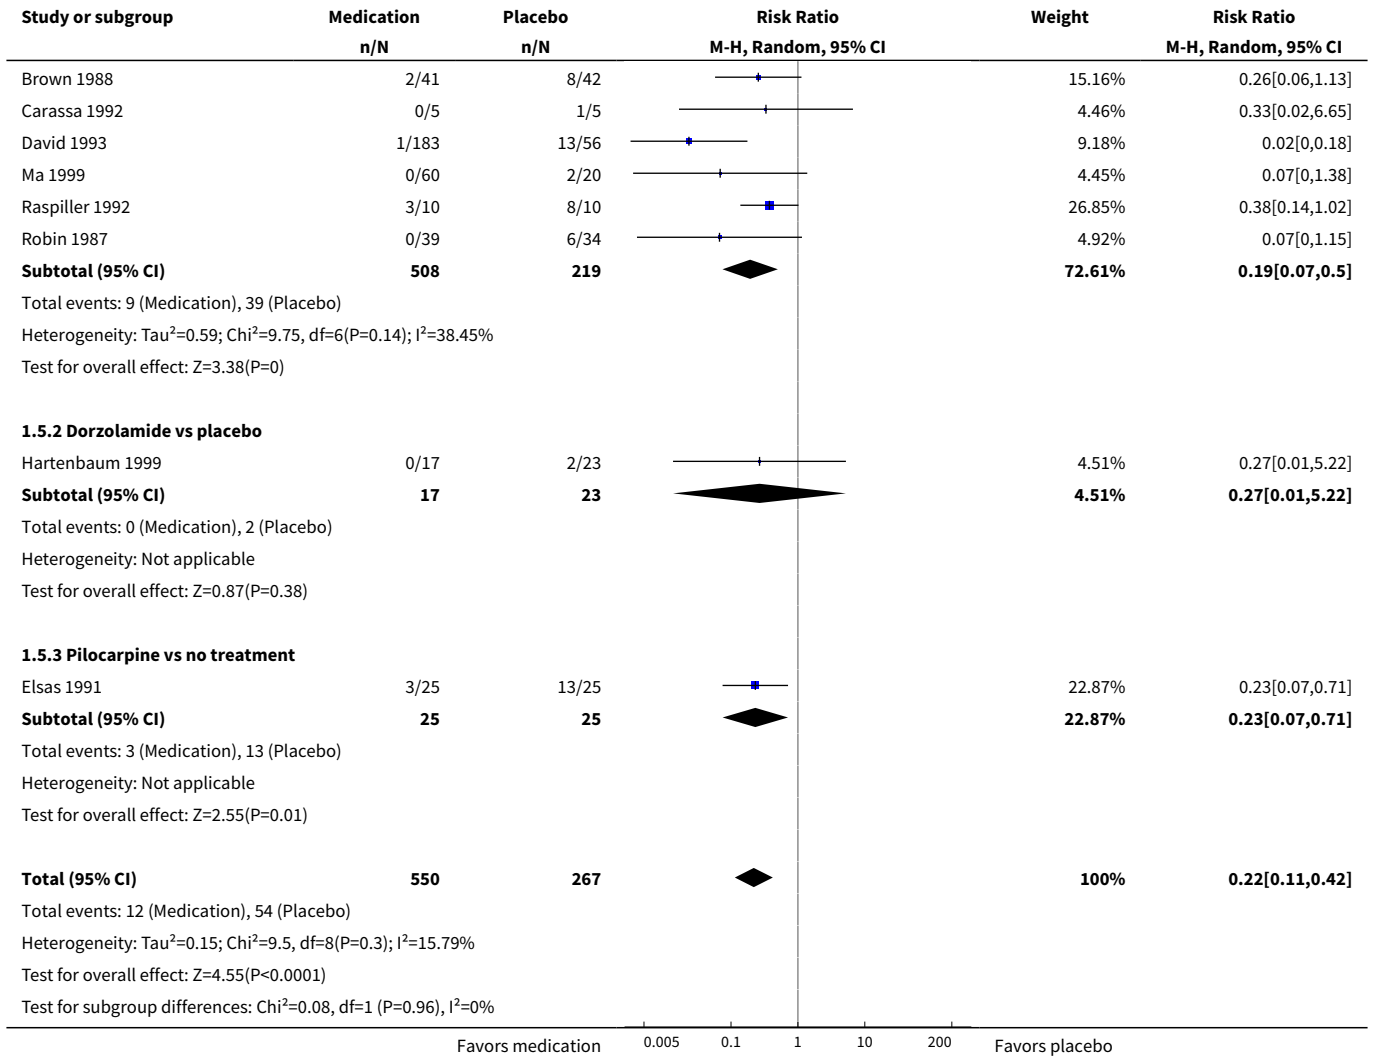 Study or subgroup Medication Placebo Risk Ratio Weight Risk Ratio
n/N n/N M-H, Random, 95% CI M-H, Random, 95% CI
Brown 1988 2/41 8/42 15.16% 0.26[0.06,1.13]
Carassa 1992 0/5 1/5 4.46% 0.33[0.02,6.65]
David 1993 1/183 13/56 9.18% 0.02[0,0.18]
Ma 1999 0/60 2/20 4.45% 0.07[0,1.38]
Raspiller 1992 3/10 8/10 26.85% 0.38[0.14,1.02]
Robin 1987 0/39 6/34 4.92% 0.07[0,1.15]
Subtotal (95% CI) 508 219 72.61% 0.19[0.07,0.5]
Total events: 9 (Medication), 39 (Placebo)
Heterogeneity: Tau²=0.59; Chi²=9.75, df=6(P=0.14); I²=38.45%
Test for overall effect: Z=3.38(P=0)
1.5.2 Dorzolamide vs placebo
Hartenbaum 1999 0/17 2/23 4.51% 0.27[0.01,5.22]
Subtotal (95% CI) 17 23 4.51% 0.27[0.01,5.22]
Total events: 0 (Medication), 2 (Placebo)
Heterogeneity: Not applicable
Test for overall effect: Z=0.87(P=0.38)
1.5.3 Pilocarpine vs no treatment
Elsas 1991 3/25 13/25 22.87% 0.23[0.07,0.71]
Subtotal (95% CI) 25 25 22.87% 0.23[0.07,0.71]
Total events: 3 (Medication), 13 (Placebo)
Heterogeneity: Not applicable
Test for overall effect: Z=2.55(P=0.01)
Total (95% CI) 550 267 100% 0.22[0.11,0.42]
Total events: 12 (Medication), 54 (Placebo)
Heterogeneity: Tau²=0.15; Chi²=9.5, df=8(P=0.3); I²=15.79%
Test for overall effect: Z=4.55(P<0.0001)
Test for subgroup differences: Chi²=0.08, df=1 (P=0.96), I²=0%
Favors medication 0.005 0.1 1 10 200 Favors placebo